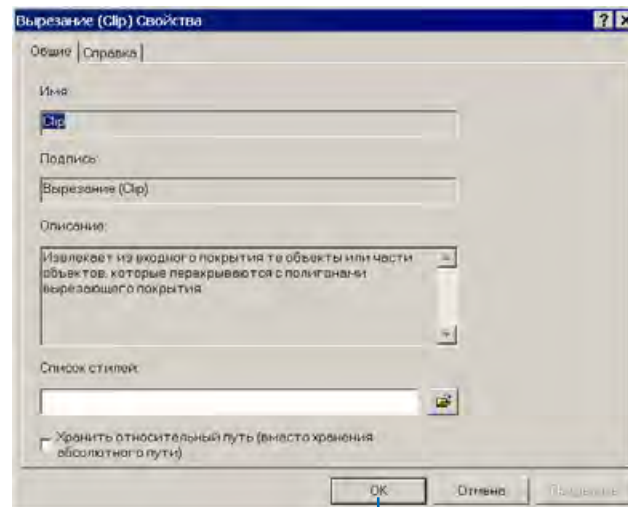 Вырезание (Clip) Свойства
Общие Справка
Имя:
Clip
Подпись:
Вырезание (Clip)
Описание:
Извлекает из входного покрытия те объекты или части
объектов, которые перекрываются с полигонами
вырезающего покрытия
Список стилей:
Хранить относительный путь (вместо хранения
абсолютного пути)
OK Отмена